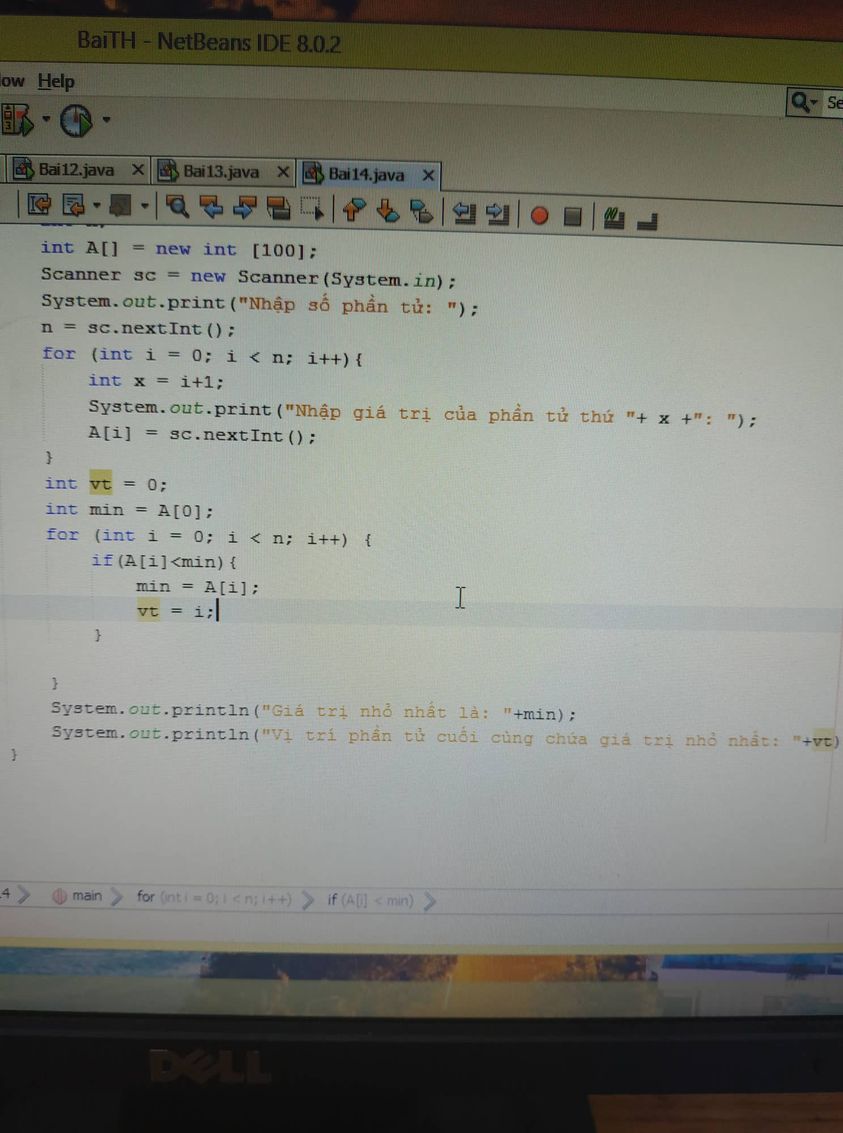 BaiTH - NetBeans IDE 8.0.2
ow Help
Se
Bai12.java Bai13.java Bai14.java
int A[] = new int [100];
Scanner sc = new Scanner(System.in);
System.out.print("Nhập số phần tử: ");
n = sc.nextInt();
for (int i = 0; i < n; i++){
int x = i+1;
System.out.print("Nhập giá trị của phần tử thứ "+ x +": ");
A[i] = sc.nextInt();
}
int vt = 0;
int min = A[0];
for (int i = 0; i < n; i++) {
if(A[i]<min){
min = A[i];
vt = i;
}
}
System.out.println("Giá trị nhỏ nhất là: "+min);
System.out.println("Vị trí phần tử cuối cùng chứa giá trị nhỏ nhất: "+vt)
}
4 main for (int i = 0; i < n; i++) if (A[i] < min)
DELL